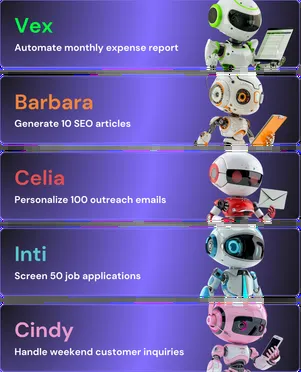 Vex
Automate monthly expense report
Barbara
Generate 10 SEO articles
Celia
Personalize 100 outreach emails
Inti
Screen 50 job applications
Cindy
Handle weekend customer inquiries